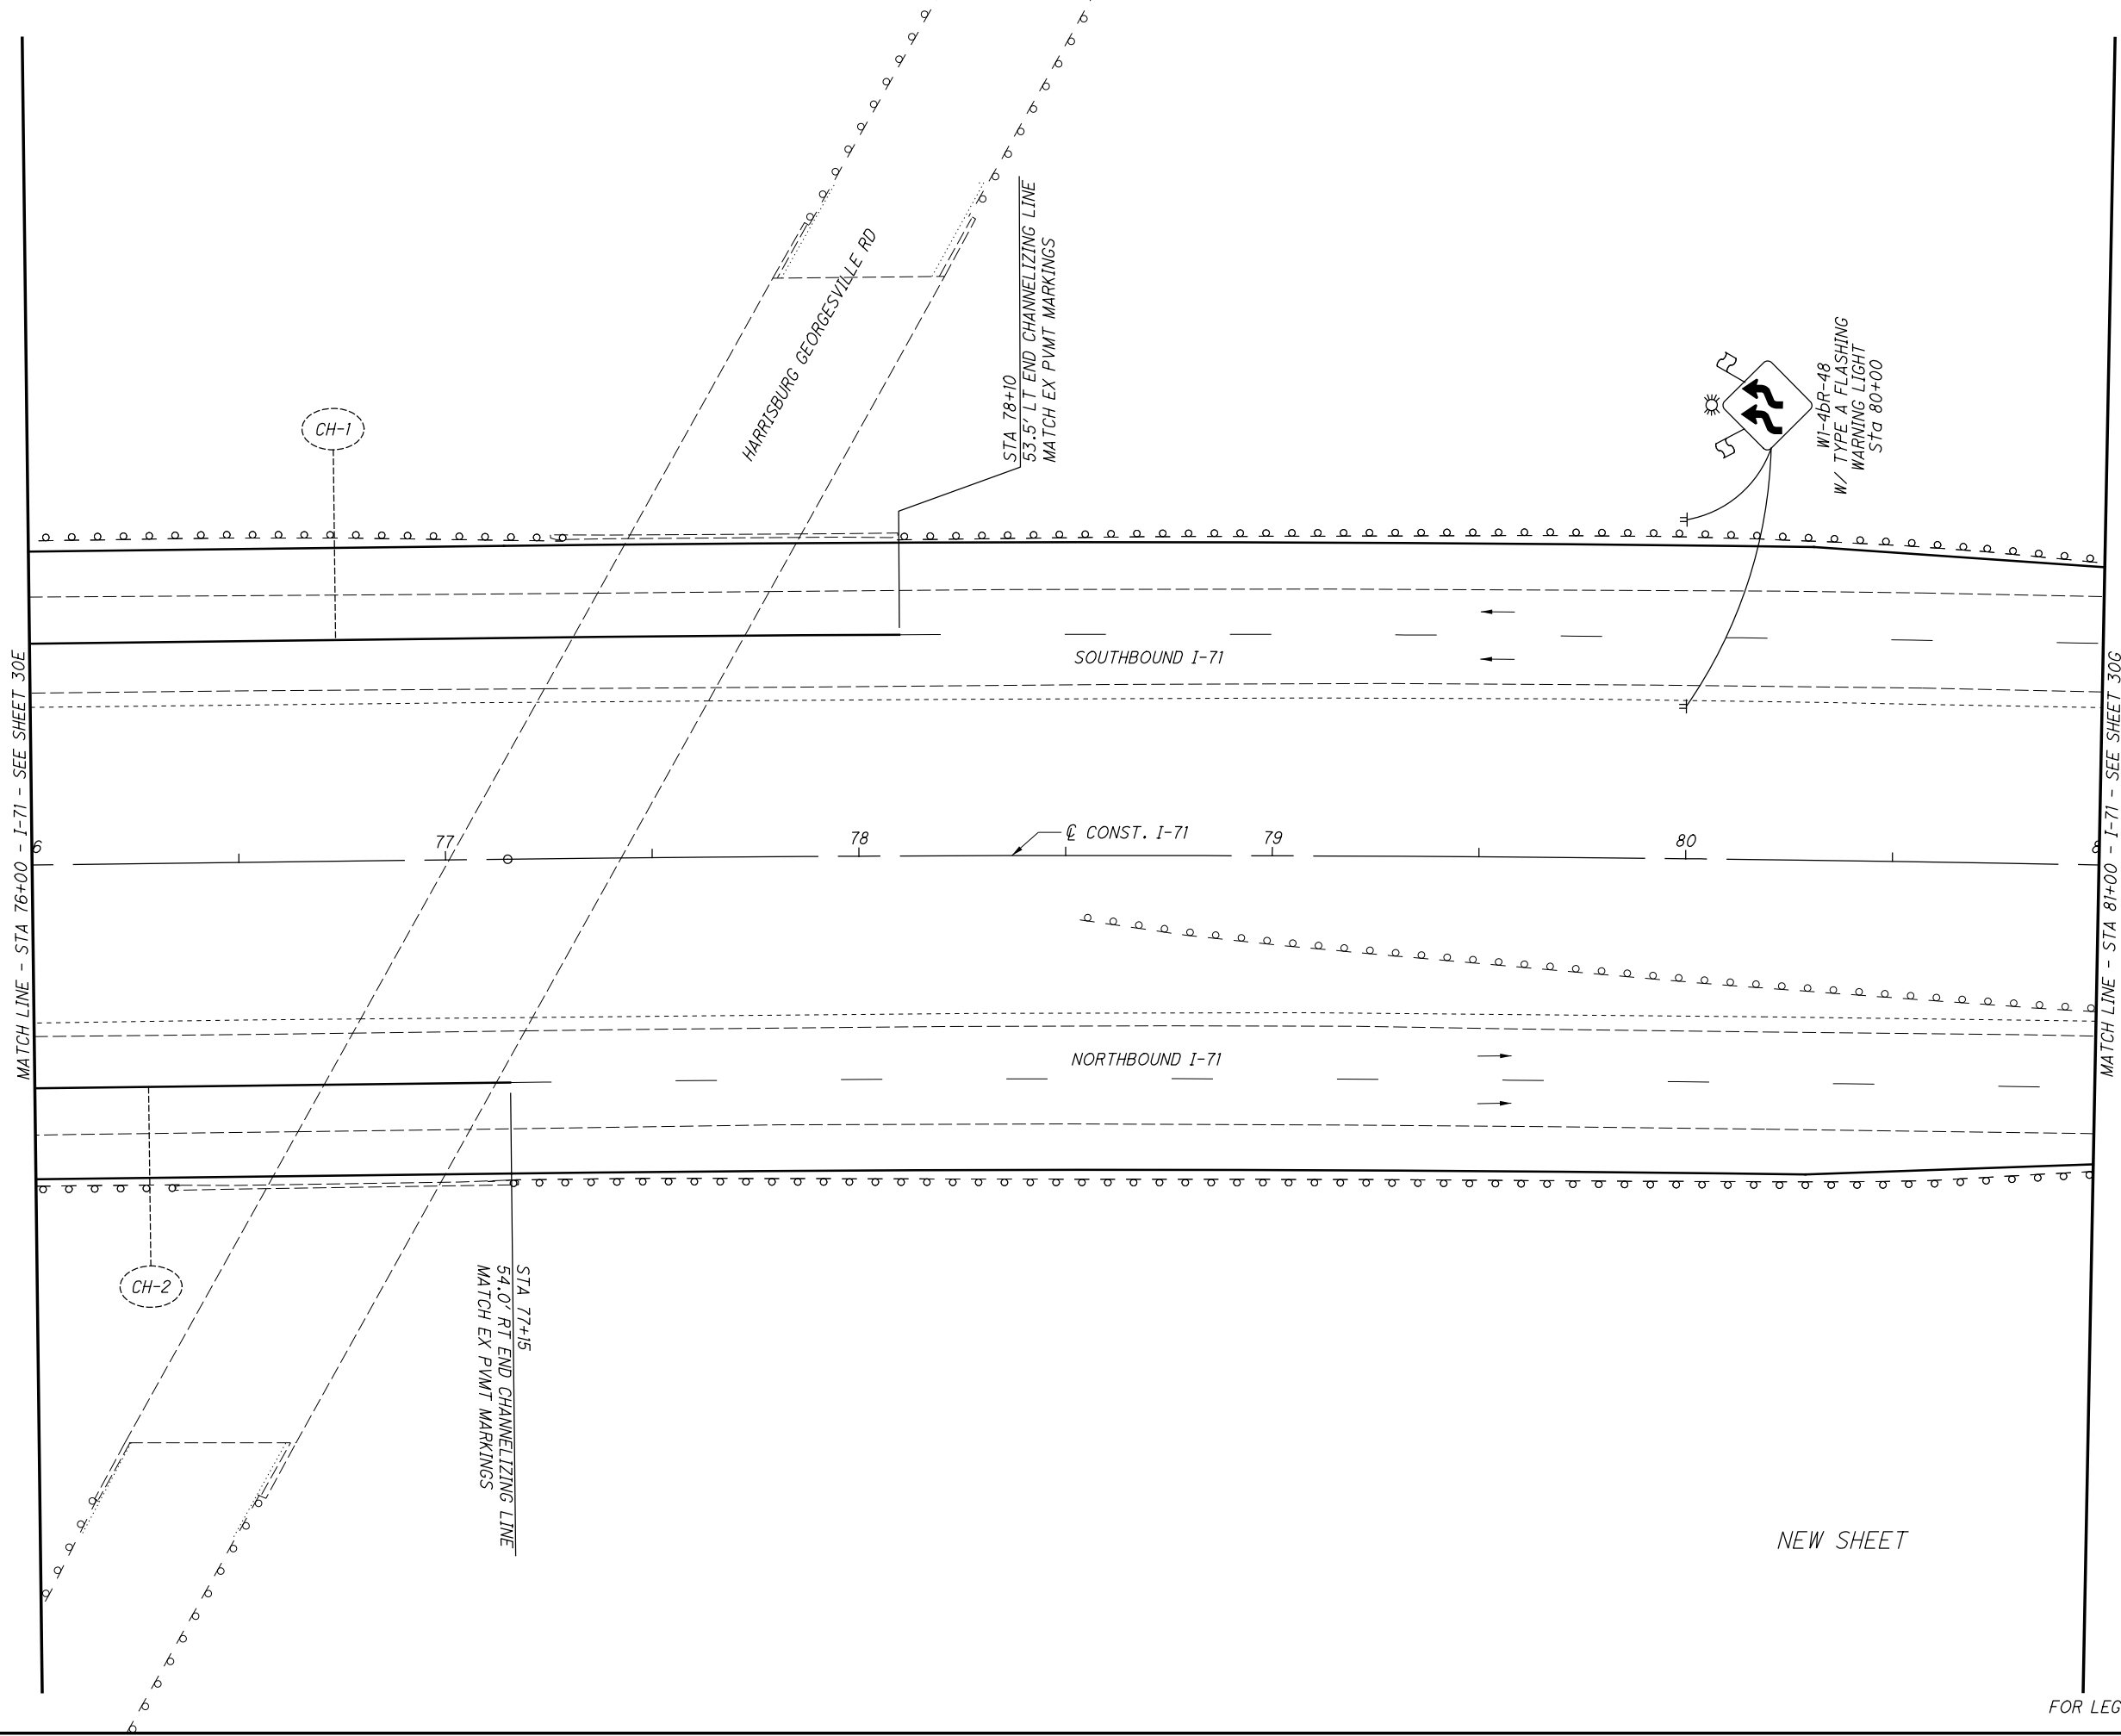 HARRISBURG GEORGESVILLE RD
STA 78+10
53.5' LT END CHANNELIZING LINE
MATCH EX PVMT MARKINGS
W1-4bR-48
W/ TYPE A FLASHING
WARNING LIGHT
Sta 80+00
CH-1
SOUTHBOUND I-71
MATCH LINE - STA 76+00 - I-71 - SEE SHEET 30E
MATCH LINE - STA 81+00 - I-71 - SEE SHEET 30G
6
77
78
℄ CONST. I-71
79
80
8
NORTHBOUND I-71
CH-2
STA 77+15
54.0' RT END CHANNELIZING LINE
MATCH EX PVMT MARKINGS
NEW SHEET
FOR LEG